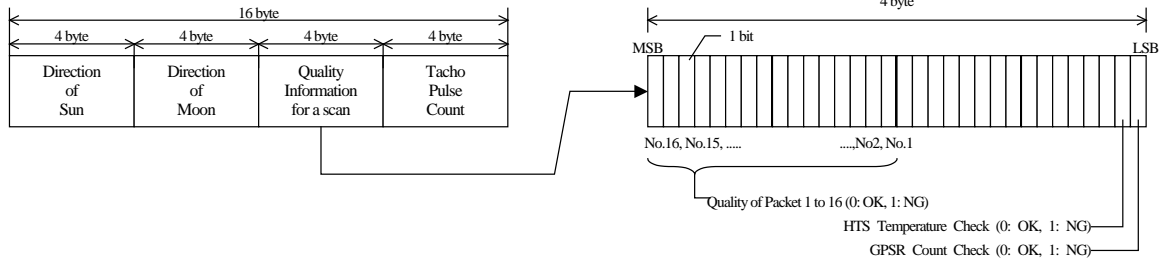 16 byte
4 byte 4 byte 4 byte 4 byte
Direction of Sun
Direction of Moon
Quality Information for a scan
Tacho Pulse Count
4 byte
MSB
1 bit
LSB
No.16, No.15, .....
....,No2, No.1
Quality of Packet 1 to 16 (0: OK, 1: NG)
HTS Temperature Check (0: OK, 1: NG)
GPSR Count Check (0: OK, 1: NG)